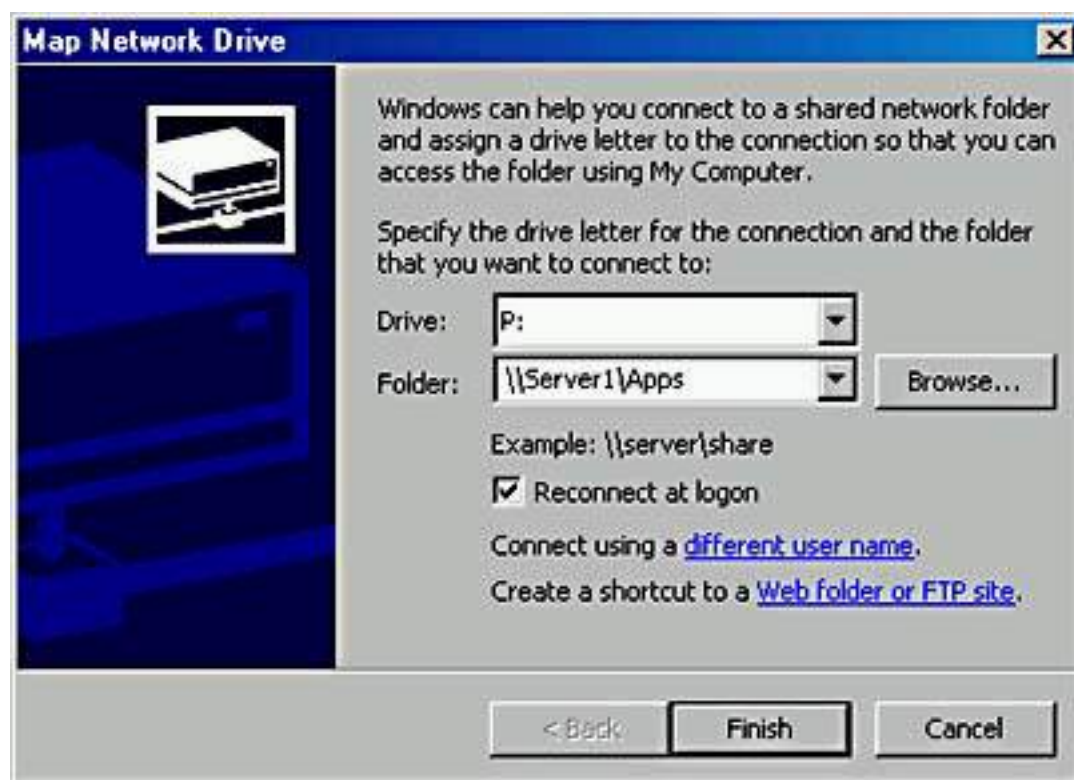 Map Network Drive
Windows can help you connect to a shared network folder
and assign a drive letter to the connection so that you can
access the folder using My Computer.
Specify the drive letter for the connection and the folder
that you want to connect to:
Drive: P:
Folder: \\Server1\Apps Browse...
Example: \\server\share
Reconnect at logon
Connect using a different user name.
Create a shortcut to a Web folder or FTP site.
< Back Finish Cancel